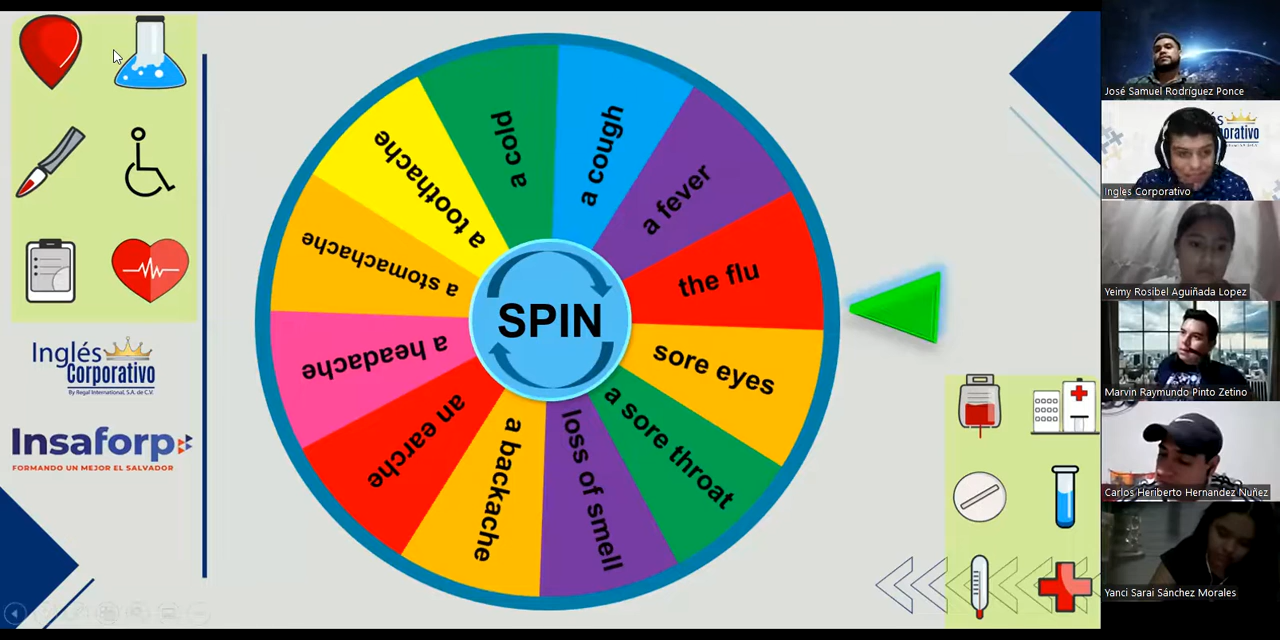 a cold
a cough
a fever
the flu
sore eyes
a sore throat
loss of smell
a backache
an earche
a headache
a stomachache
a toothache
SPIN
Inglés
Corporativo
By Regal International, S.A. de C.V.
Insaforp
FORMANDO UN MEJOR EL SALVADOR
José Samuel Rodríguez Ponce
orativo
Ingles Corporativo
Yeimy Rosibel Aguiñada Lopez
Marvin Raymundo Pinto Zetino
Carlos Heriberto Hernandez Nuñez
Yanci Sarai Sánchez Morales